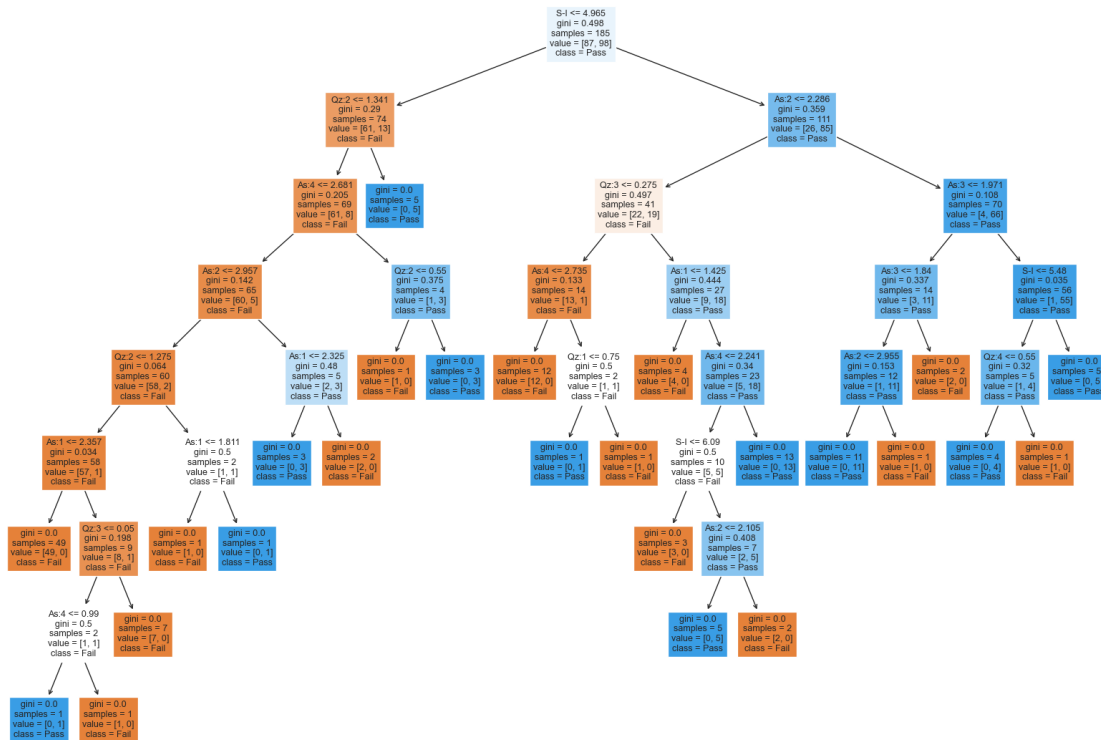 S-I <= 4.965
gini = 0.498
samples = 185
value = [87, 98]
class = Pass
Qz:2 <= 1.341
gini = 0.29
samples = 74
value = [61, 13]
class = Fail
As:2 <= 2.286
gini = 0.359
samples = 111
value = [26, 85]
class = Pass
As:4 <= 2.681
gini = 0.205
samples = 69
value = [61, 8]
class = Fail
gini = 0.0
samples = 5
value = [0, 5]
class = Pass
Qz:3 <= 0.275
gini = 0.497
samples = 41
value = [22, 19]
class = Fail
As:3 <= 1.971
gini = 0.108
samples = 70
value = [4, 66]
class = Pass
As:2 <= 2.957
gini = 0.142
samples = 65
value = [60, 5]
class = Fail
Qz:2 <= 0.55
gini = 0.375
samples = 4
value = [1, 3]
class = Pass
As:4 <= 2.735
gini = 0.133
samples = 14
value = [13, 1]
class = Fail
As:1 <= 1.425
gini = 0.444
samples = 27
value = [9, 18]
class = Pass
As:3 <= 1.84
gini = 0.337
samples = 14
value = [3, 11]
class = Pass
S-I <= 5.48
gini = 0.035
samples = 56
value = [1, 55]
class = Pass
Qz:2 <= 1.275
gini = 0.064
samples = 60
value = [58, 2]
class = Fail
As:1 <= 2.325
gini = 0.48
samples = 5
value = [2, 3]
class = Pass
gini = 0.0
samples = 1
value = [1, 0]
class = Fail
gini = 0.0
samples = 3
value = [0, 3]
class = Pass
gini = 0.0
samples = 12
value = [12, 0]
class = Fail
Qz:1 <= 0.75
gini = 0.5
samples = 2
value = [1, 1]
class = Fail
gini = 0.0
samples = 4
value = [4, 0]
class = Fail
As:4 <= 2.241
gini = 0.34
samples = 23
value = [5, 18]
class = Pass
As:2 <= 2.955
gini = 0.153
samples = 12
value = [1, 11]
class = Pass
gini = 0.0
samples = 2
value = [2, 0]
class = Fail
Qz:4 <= 0.55
gini = 0.32
samples = 5
value = [1, 4]
class = Pass
gini = 0.0
samples = 5
value = [0, 5
class = Pass
As:1 <= 2.357
gini = 0.034
samples = 58
value = [57, 1]
class = Fail
As:1 <= 1.811
gini = 0.5
samples = 2
value = [1, 1]
class = Fail
gini = 0.0
samples = 3
value = [0, 3]
class = Pass
gini = 0.0
samples = 2
value = [2, 0]
class = Fail
gini = 0.0
samples = 1
value = [0, 1]
class = Pass
gini = 0.0
samples = 1
value = [1, 0]
class = Fail
S-I <= 6.09
gini = 0.5
samples = 10
value = [5, 5]
class = Fail
gini = 0.0
samples = 13
value = [0, 13]
class = Pass
gini = 0.0
samples = 11
value = [0, 11]
class = Pass
gini = 0.0
samples = 1
value = [1, 0]
class = Fail
gini = 0.0
samples = 4
value = [0, 4]
class = Pass
gini = 0.0
samples = 1
value = [1, 0]
class = Fail
gini = 0.0
samples = 49
value = [49, 0]
class = Fail
Qz:3 <= 0.05
gini = 0.198
samples = 9
value = [8, 1]
class = Fail
gini = 0.0
samples = 1
value = [1, 0]
class = Fail
gini = 0.0
samples = 1
value = [0, 1]
class = Pass
gini = 0.0
samples = 3
value = [3, 0]
class = Fail
As:2 <= 2.105
gini = 0.408
samples = 7
value = [2, 5]
class = Pass
As:4 <= 0.99
gini = 0.5
samples = 2
value = [1, 1]
class = Fail
gini = 0.0
samples = 7
value = [7, 0]
class = Fail
gini = 0.0
samples = 5
value = [0, 5]
class = Pass
gini = 0.0
samples = 2
value = [2, 0]
class = Fail
gini = 0.0
samples = 1
value = [0, 1]
class = Pass
gini = 0.0
samples = 1
value = [1, 0]
class = Fail